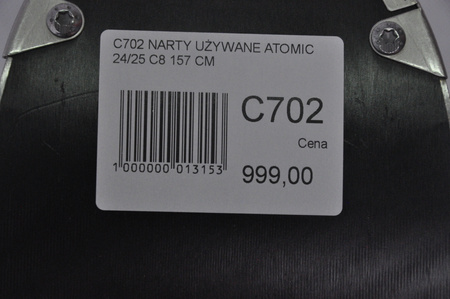 C702 NARTY UŻYWANE ATOMIC
24/25 C8 157 CM
C702
Cena
1 000000 013153
999,00